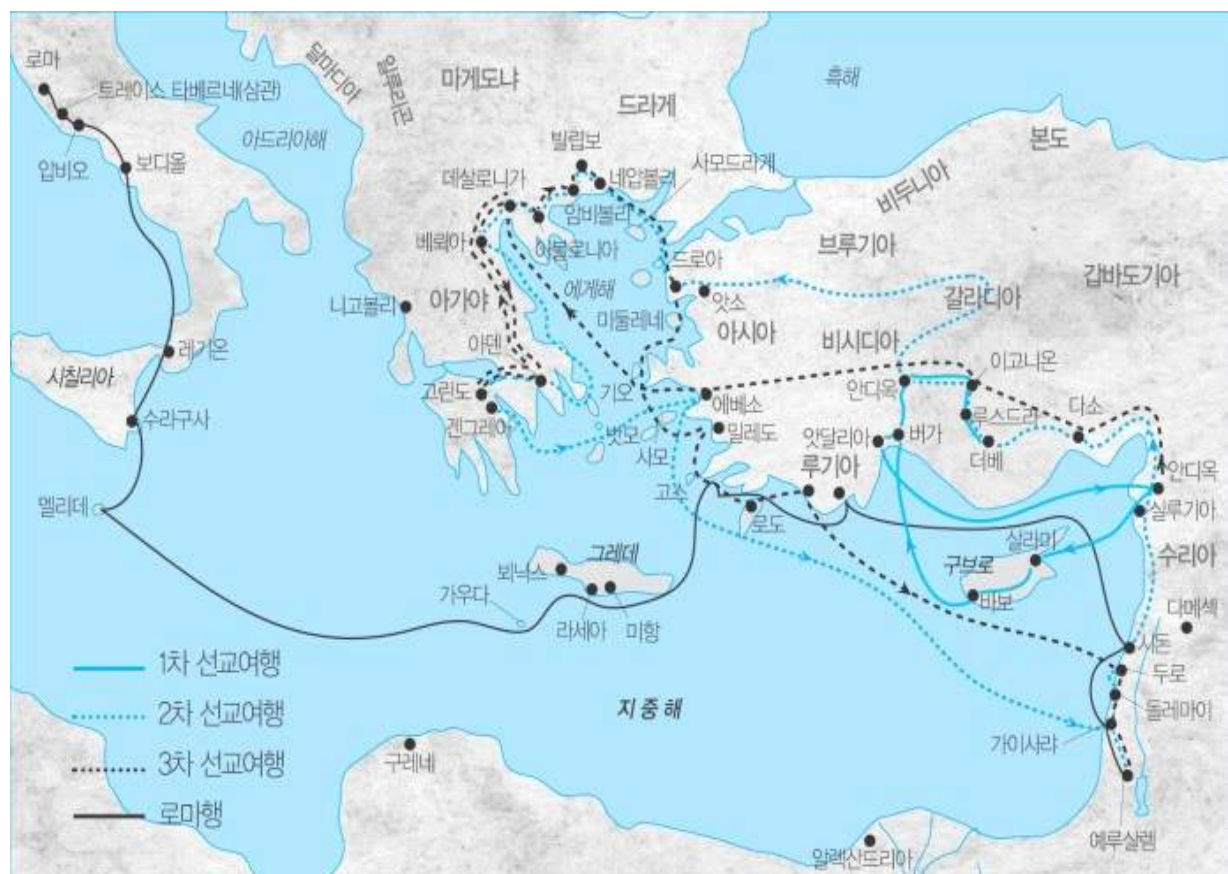 로마
트레이스 타베르네(삼관)
압비오
보디올
아드리아해
달마디아
일루리곤
마게도냐
드라게
흑해
빌립보
네압볼리
사모드라게
데살로니가
암비볼리
아볼로니아
베뢰아
본도
비두니아
브루기아
드로아
앗소
갈라디아
갑바도기아
니고볼리
아가야
에게해
미둘레네
아시아
비시디아
레기온
시칠리아
아덴
이고니온
수라구사
고린도
겐그레아
기오
에베소
안디옥
루스드라
다소
밧모
밀레도
앗달리아
버가
더베
사모
루기아
안디옥
멜리데
고스
로도
실루기아
살라미
그레데
뵈닉스
구브로
수리아
가우다
라세아
미항
바보
다메섹
시돈
두로
1차 선교여행
2차 선교여행
지중해
돌레마이
가이사랴
3차 선교여행
구레네
로마행
예루살렘
알렉산드리아